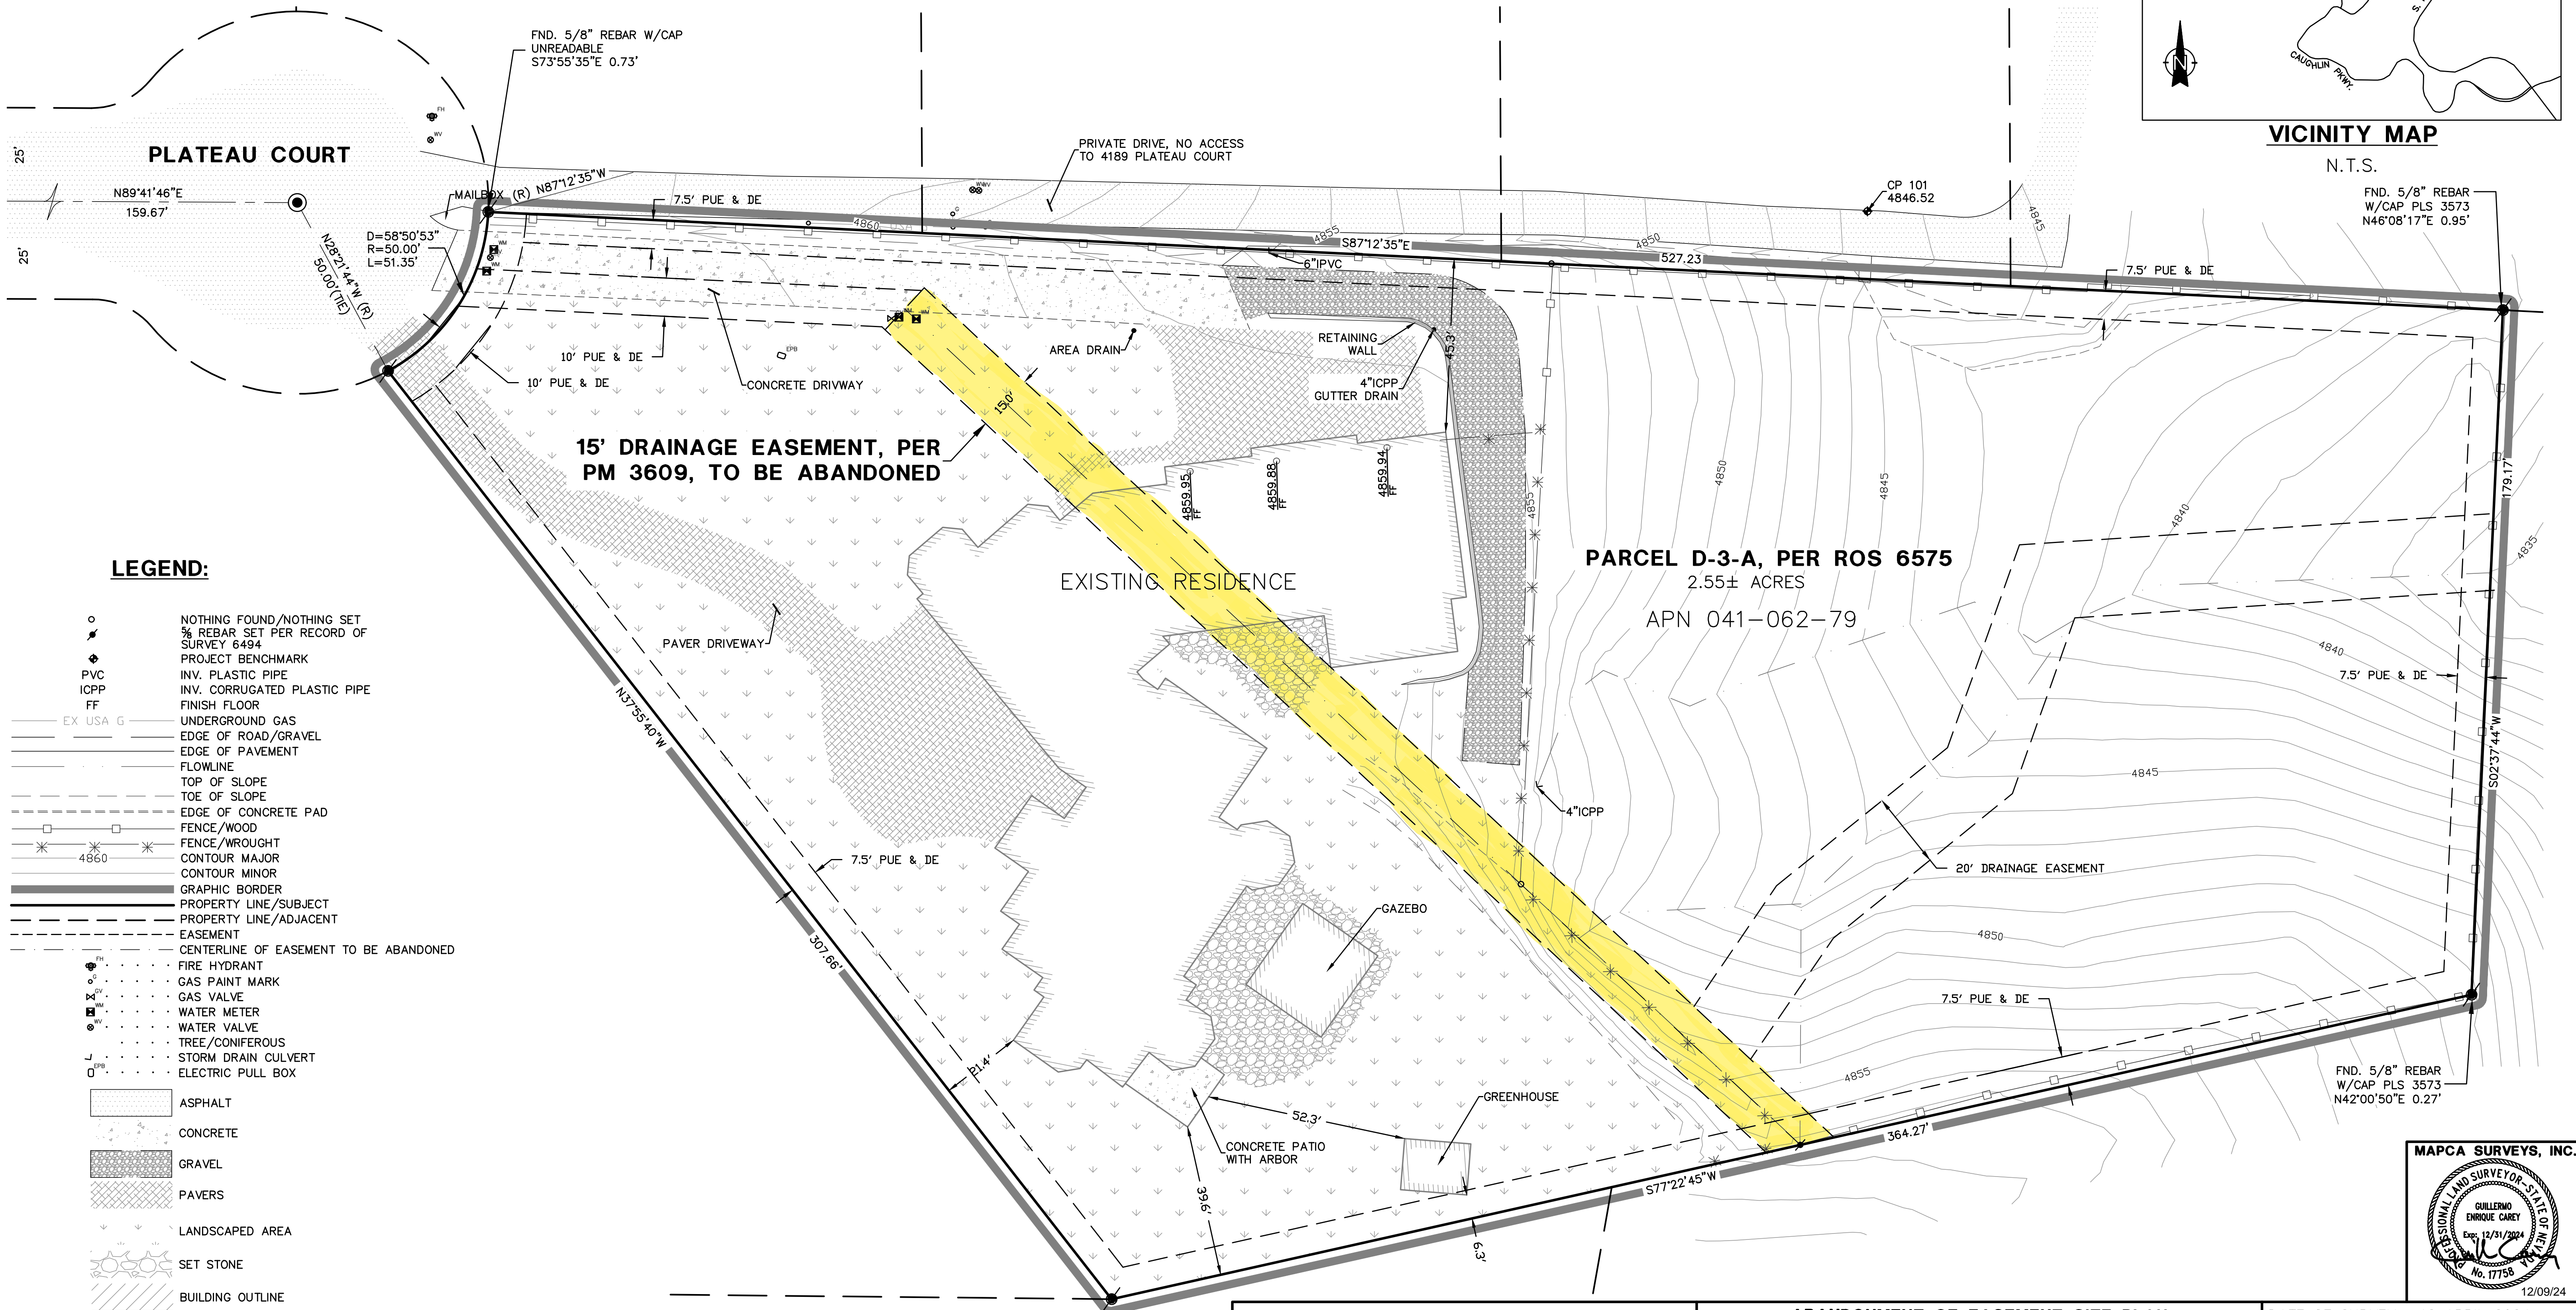 FND. 5/8" REBAR W/CAP
UNREADABLE
S73°55'35"E 0.73'
PLATEAU COURT
25'
25'
N89°41'46"E
159.67'
FH
WV
MAILBOX
(R) N87°12'35"W
D=58°50'53"
R=50.00'
L=51.35'
N28°21'44"W (R)
50.00'(TIE)
7.5' PUE & DE
PRIVATE DRIVE, NO ACCESS
TO 4189 PLATEAU COURT
CP 101
4846.52
CAUGHLIN PKWY.
N
VICINITY MAP
N.T.S.
FND. 5/8" REBAR
W/CAP PLS 3573
N46°08'17"E 0.95'
4860
4855
S87°12'35"E
4850
527.23
4845
7.5' PUE & DE
6"IPVC
WM
WM
G
10' PUE & DE
10' PUE & DE
CONCRETE DRIVWAY
EPB
AREA DRAIN
RETAINING
WALL
4"ICPP
GUTTER DRAIN
45.3'
15.0'
15' DRAINAGE EASEMENT, PER
PM 3609, TO BE ABANDONED
4859.95
FF
4859.88
FF
4859.94
FF
4855
4850
4845
4840
4835
179.17'
EXISTING RESIDENCE
PARCEL D-3-A, PER ROS 6575
2.55± ACRES
APN 041-062-79
PAVER DRIVEWAY
N37°55'40"W
307.66'
7.5' PUE & DE
4840
7.5' PUE & DE
S02°37'44"W
4845
4"ICPP
20' DRAINAGE EASEMENT
4850
GAZEBO
7.5' PUE & DE
4855
21.4'
52.3'
GREENHOUSE
CONCRETE PATIO
WITH ARBOR
39.6'
364.27'
S77°22'45"W
6.3'
FND. 5/8" REBAR
W/CAP PLS 3573
N42°00'50"E 0.27'
LEGEND:
NOTHING FOUND/NOTHING SET
⅝ REBAR SET PER RECORD OF
SURVEY 6494
PROJECT BENCHMARK
PVC INV. PLASTIC PIPE
ICPP INV. CORRUGATED PLASTIC PIPE
FF FINISH FLOOR
EX USA G UNDERGROUND GAS
EDGE OF ROAD/GRAVEL
EDGE OF PAVEMENT
FLOWLINE
TOP OF SLOPE
TOE OF SLOPE
EDGE OF CONCRETE PAD
FENCE/WOOD
FENCE/WROUGHT
4860 CONTOUR MAJOR
CONTOUR MINOR
GRAPHIC BORDER
PROPERTY LINE/SUBJECT
PROPERTY LINE/ADJACENT
EASEMENT
CENTERLINE OF EASEMENT TO BE ABANDONED
FH FIRE HYDRANT
G GAS PAINT MARK
GV GAS VALVE
WM WATER METER
WV WATER VALVE
TREE/CONIFEROUS
STORM DRAIN CULVERT
EPB ELECTRIC PULL BOX
ASPHALT
CONCRETE
GRAVEL
PAVERS
LANDSCAPED AREA
SET STONE
BUILDING OUTLINE
MAPCA SURVEYS, INC.
PROFESSIONAL LAND SURVEYOR-STATE OF NEVADA
GUILLERMO
ENRIQUE CAREY
Exp: 12/31/2024
No. 17758
12/09/24